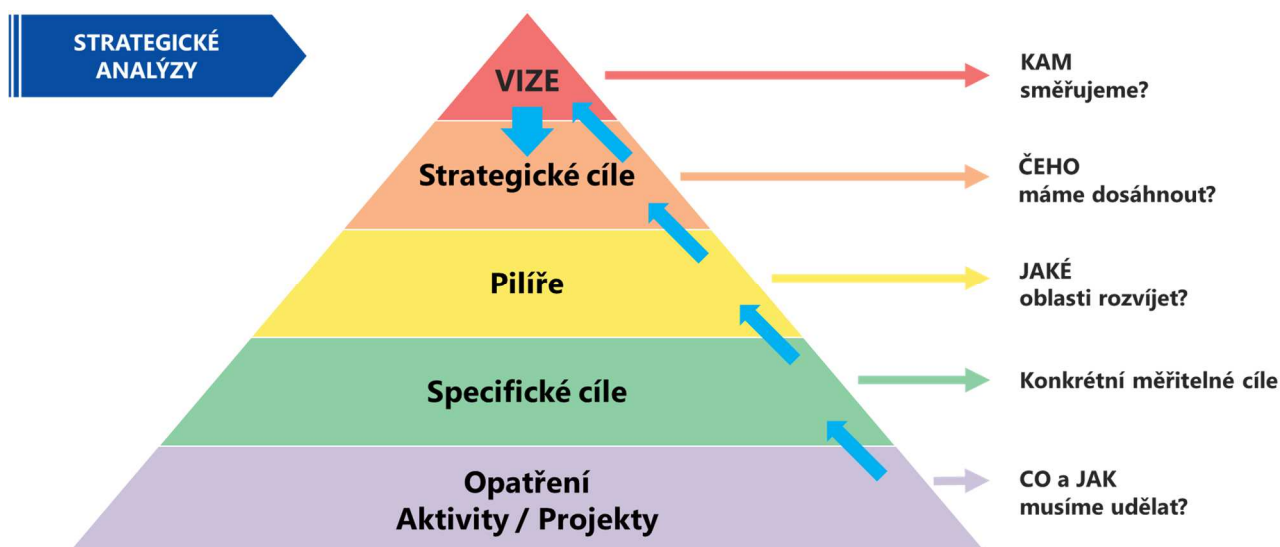 STRATEGICKÉ
ANALÝZY
VIZE
KAM
směřujeme?
Strategické cíle
ČEHO
máme dosáhnout?
Pilíře
JAKÉ
oblasti rozvíjet?
Specifické cíle
Konkrétní měřitelné cíle
Opatření
Aktivity / Projekty
CO a JAK
musíme udělat?